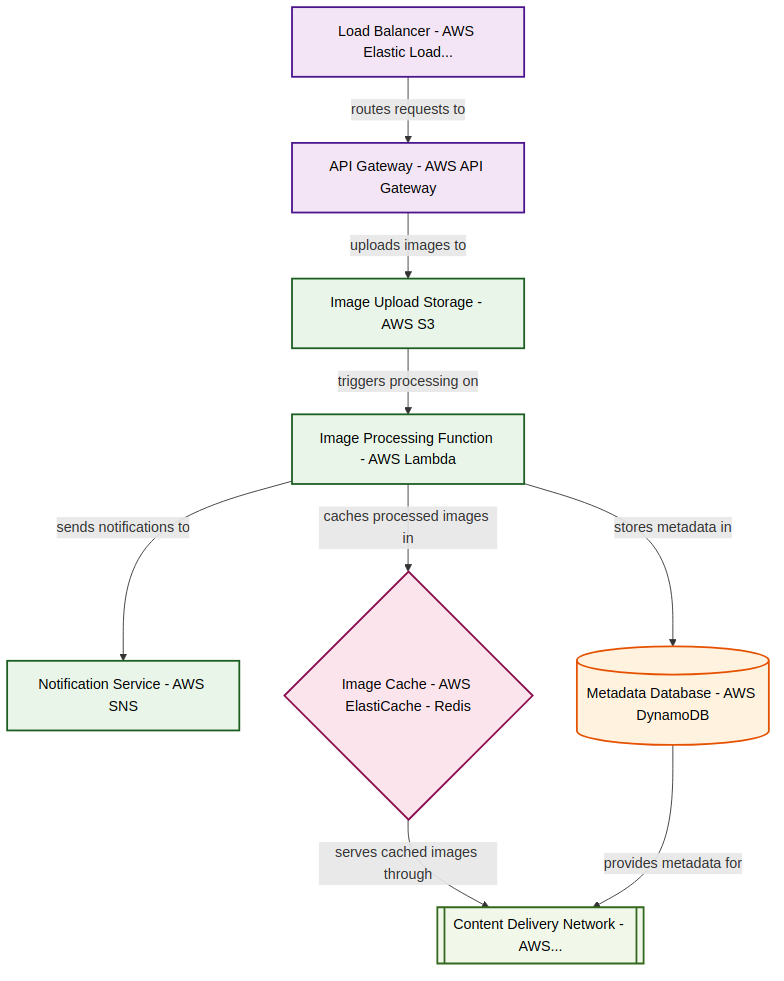 Load Balancer - AWS
Elastic Load...
routes requests to
API Gateway - AWS API
Gateway
uploads images to
Image Upload Storage -
AWS S3
triggers processing on
Image Processing Function
- AWS Lambda
sends notifications to
caches processed images
in
stores metadata in
Notification Service - AWS
SNS
Image Cache - AWS
ElastiCache - Redis
Metadata Database - AWS
DynamoDB
serves cached images
through
provides metadata for
Content Delivery Network -
AWS...